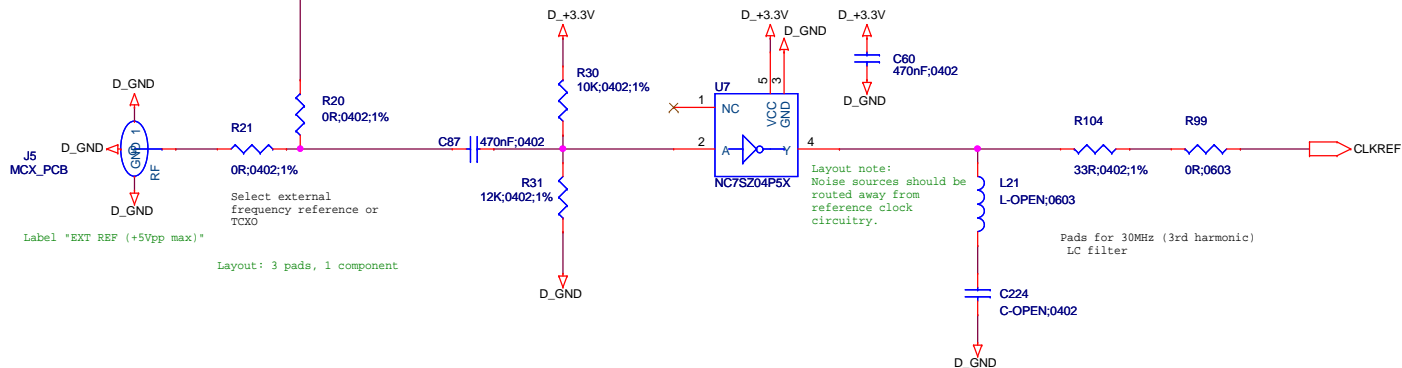 D_+3.3V
D_+3.3V
D_+3.3V
D_GND
R30
10K;0402;1%
C60
470nF;0402
D_GND
D_GND
R20
0R;0402;1%
U7
5
3
VCC
GND
1
NC
R21
D_GND
J5
MCX_PCB
1
GND
RF
0R;0402;1%
C87
470nF;0402
2
A
Y
4
NC7SZ04P5X
R104
33R;0402;1%
R99
0R;0603
CLKREF
D_GND
R31
12K;0402;1%
Select external
frequency reference or
TCXO
Layout note:
Noise sources should be
routed away from
reference clock
circuitry.
L21
L-OPEN;0603
Label "EXT REF (+5Vpp max)"
Pads for 30MHz (3rd harmonic)
LC filter
Layout: 3 pads, 1 component
D_GND
C224
C-OPEN;0402
D_GND